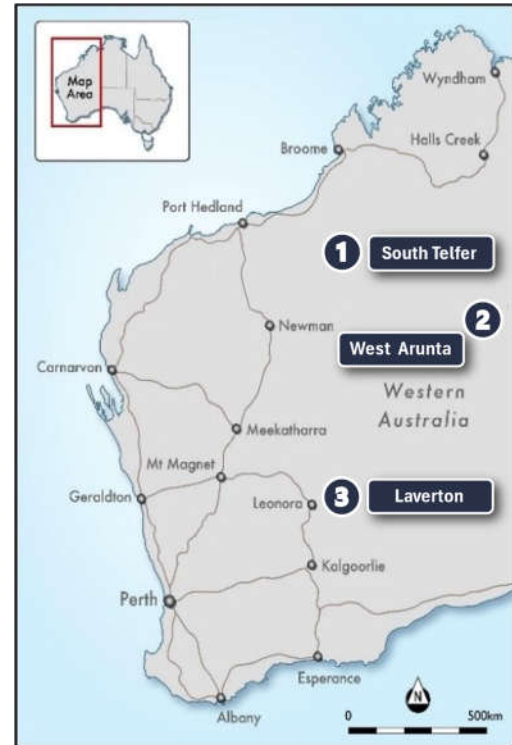 Map
Area
Wyndham
Halls Creek
Broome
Port Hedland
1 South Telfer
2
Newman
West Arunta
Carnarvon
Western
Australia
Meekatharra
Mt Magnet
Geraldton
Leonora
3 Laverton
Kalgoorlie
Perth
Esperance
Albany
N
0 500km